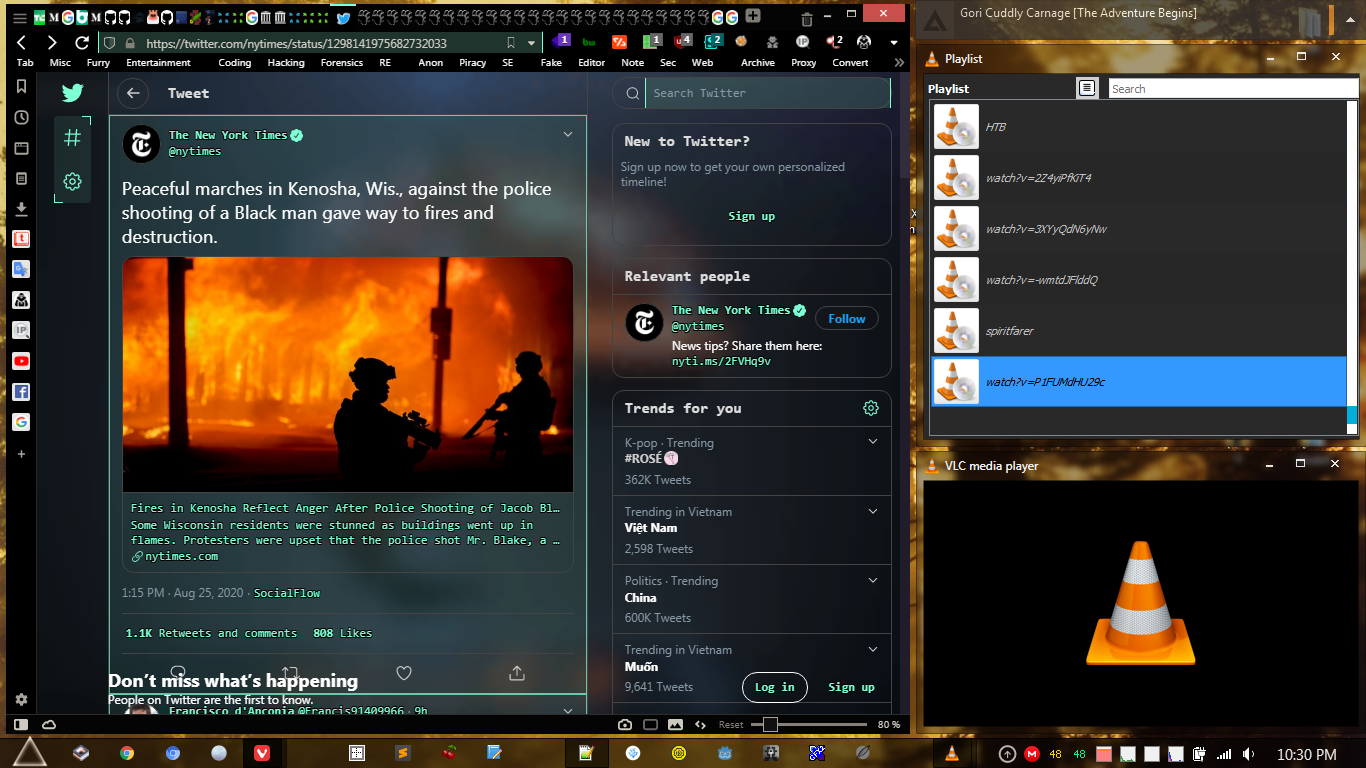 https://twitter.com/nytimes/status/1298141975682732033
1
4
1
4
2
2
Tab Misc Furry Entertainment Coding Hacking Forensics RE Anon Piracy SE Fake Editor Note Sec Web Archive Proxy Convert
Tweet
The New York Times
@nytimes
Peaceful marches in Kenosha, Wis., against the police
shooting of a Black man gave way to fires and
destruction.
Fires in Kenosha Reflect Anger After Police Shooting of Jacob Bl…
Some Wisconsin residents were stunned as buildings went up in
flames. Protesters were upset that the police shot Mr. Blake, a …
nytimes.com
1:15 PM · Aug 25, 2020 · SocialFlow
1.1K Retweets and comments 808 Likes
Don't miss what's happening
People on Twitter are the first to know.
Francisco d'Anconia @Francis91409966 · 9h
Search Twitter
New to Twitter?
Sign up now to get your own personalized
timeline!
Sign up
Relevant people
The New York Times
@nytimes
Follow
News tips? Share them here:
nyti.ms/2FVHq9v
Trends for you
K-pop · Trending
#ROSÉ
362K Tweets
Trending in Vietnam
Việt Nam
2,598 Tweets
Politics · Trending
China
600K Tweets
Trending in Vietnam
Muốn
9,641 Tweets
Log in
Sign up
Reset
80 %
Gori Cuddly Carnage [The Adventure Begins]
Playlist
Playlist
Search
HTB
watch?v=2Z4yiPfKiT4
watch?v=3XYyQdN6yNw
watch?v=-wmtdJFlddQ
spiritfarer
watch?v=P1FUMdHU29c
VLC media player
48 48
10:30 PM